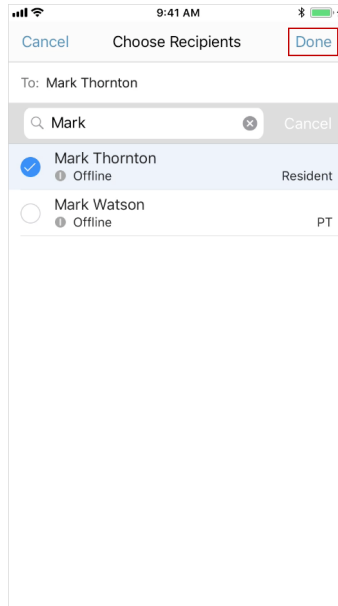 9:41 AM
Cancel Choose Recipients Done
To: Mark Thornton
Mark Cancel
Mark Thornton
Offline Resident
Mark Watson
Offline PT